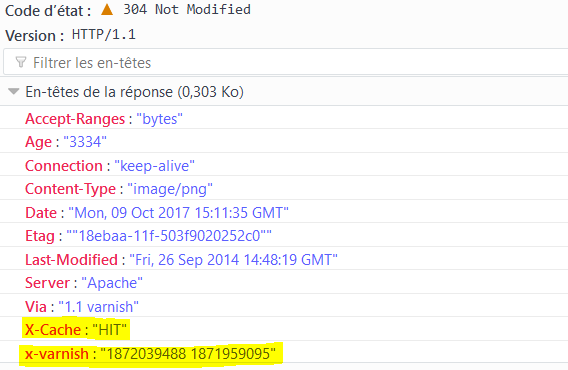 Code d'état : 304 Not Modified
Version : HTTP/1.1
Filtrer les en-têtes
En-têtes de la réponse (0,303 Ko)
Accept-Ranges : "bytes"
Age : "3334"
Connection : "keep-alive"
Content-Type : "image/png"
Date : "Mon, 09 Oct 2017 15:11:35 GMT"
Etag : ""18ebaa-11f-503f9020252c0""
Last-Modified : "Fri, 26 Sep 2014 14:48:19 GMT"
Server : "Apache"
Via : "1.1 varnish"
X-Cache : "HIT"
x-varnish : "1872039488 1871959095"